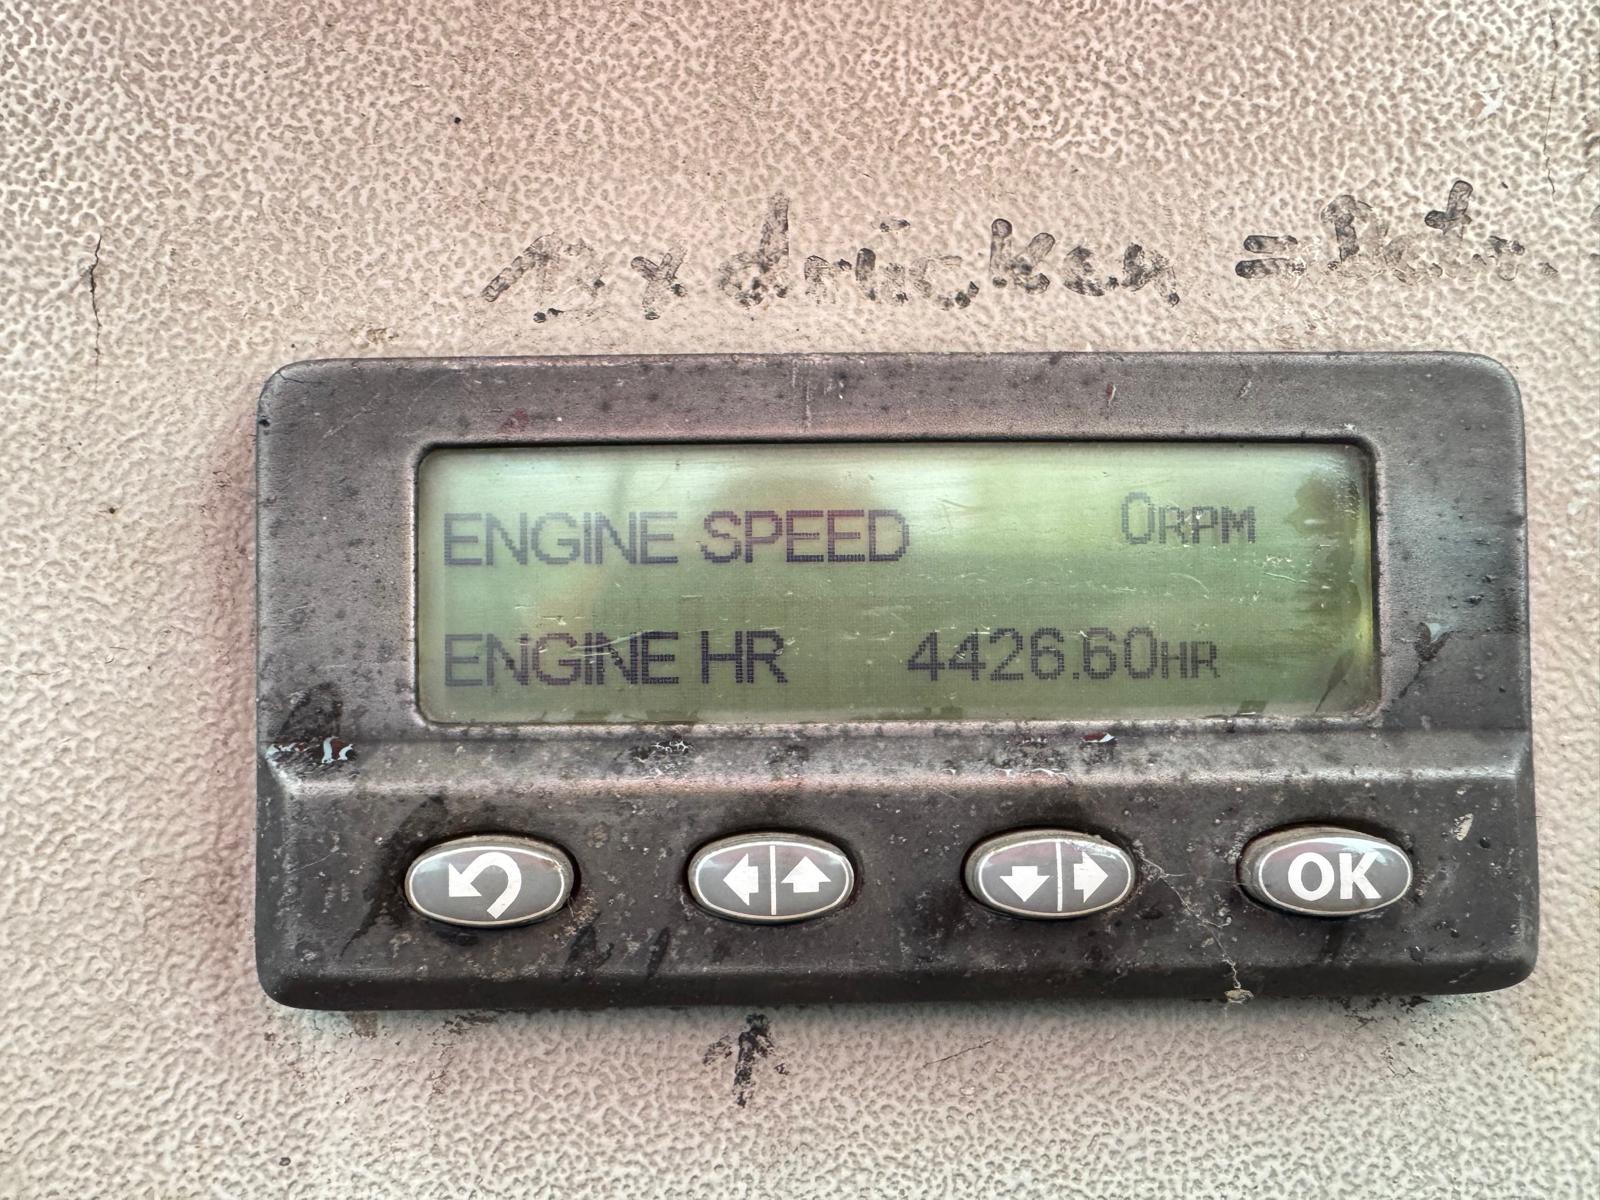 x drücken =
ENGINE SPEED 0RPM
ENGINE HR 4426.60HR
OK